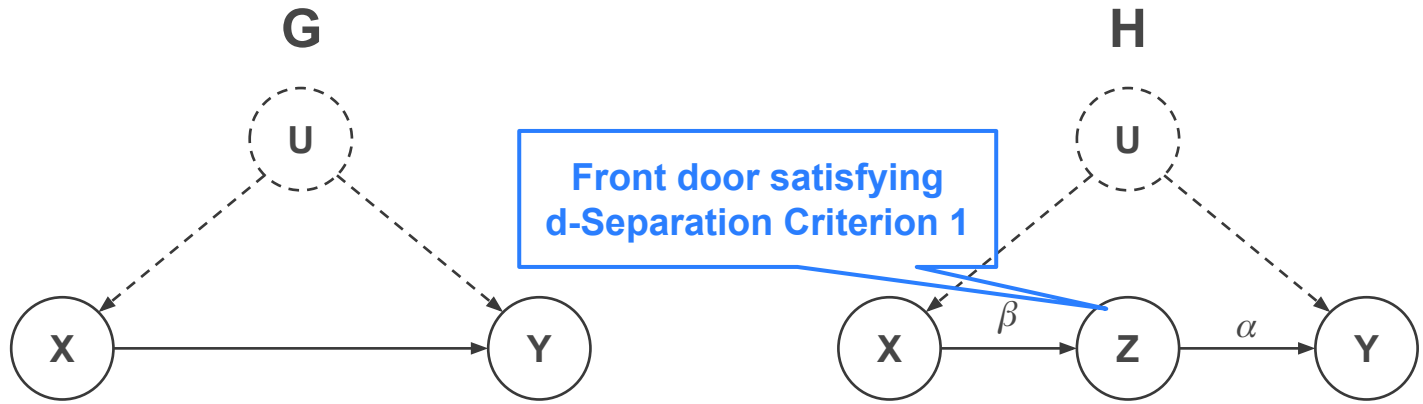 G
H
U
U
Front door satisfying
d-Separation Criterion 1
X
Y
X
β
Z
α
Y